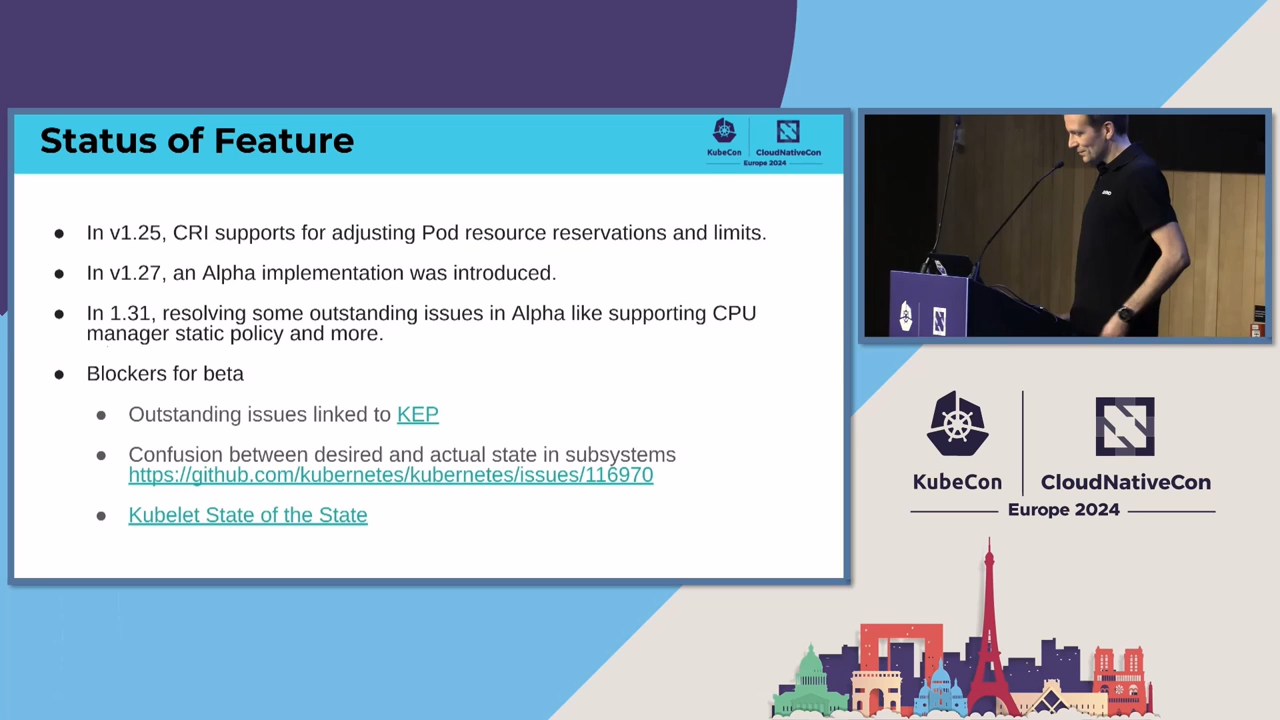 Status of Feature
KubeCon
CloudNativeCon
Europe 2024
● In v1.25, CRI supports for adjusting Pod resource reservations and limits.
● In v1.27, an Alpha implementation was introduced.
● In 1.31, resolving some outstanding issues in Alpha like supporting CPU
manager static policy and more.
● Blockers for beta
● Outstanding issues linked to KEP
● Confusion between desired and actual state in subsystems
https://github.com/kubernetes/kubernetes/issues/116970
● Kubelet State of the State
KubeCon
CloudNativeCon
Europe 2024